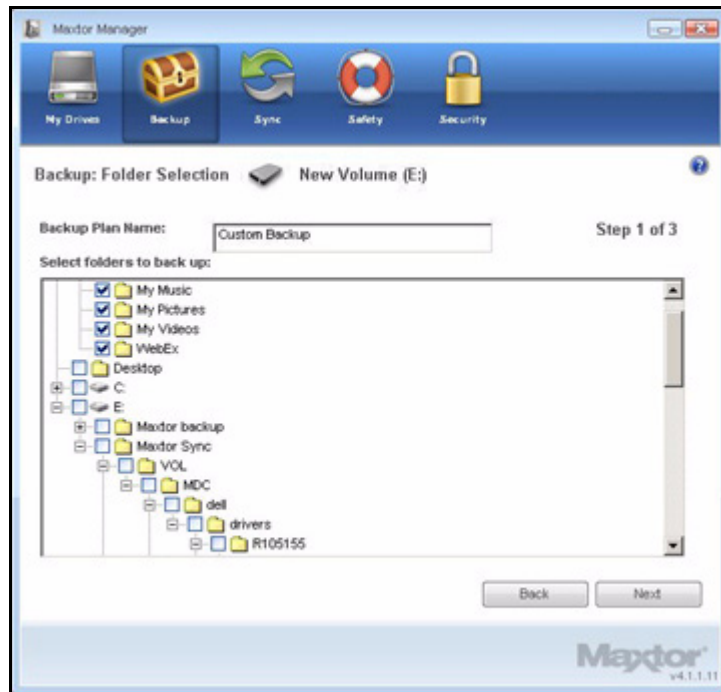 Maxtor Manager
My Drives Backup Sync Safety Security
Backup: Folder Selection New Volume (E:)
Backup Plan Name: Custom Backup Step 1 of 3
Select folders to back up:
My Music
My Pictures
My Videos
WebEx
Desktop
C:
E:
Maxtor backup
Maxtor Sync
VOL
MDC
dell
drivers
R105155
Back Next
Maxtor
v4.1.1.11